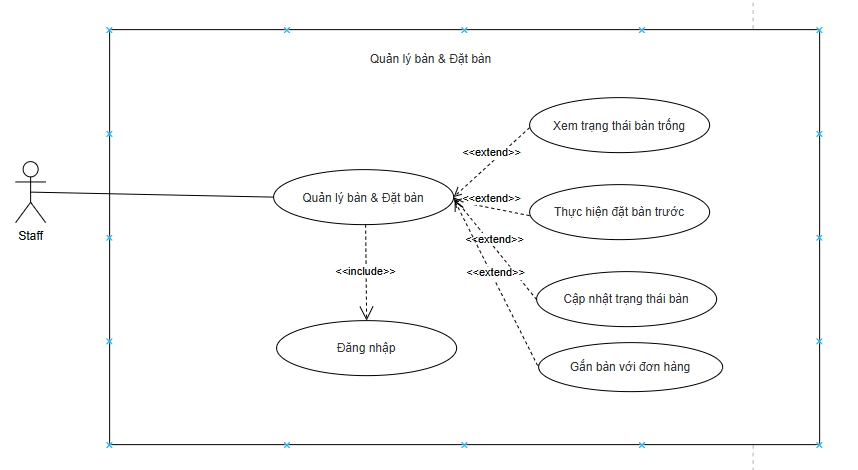 Quản lý bàn & Đặt bàn
Xem trạng thái bàn trống
<<extend>>
Quản lý bàn & Đặt bàn
<<extend>>
Thực hiện đặt bàn trước
Staff
<<extend>>
<<include>>
<<extend>>
Cập nhật trạng thái bàn
Đăng nhập
Gắn bàn với đơn hàng